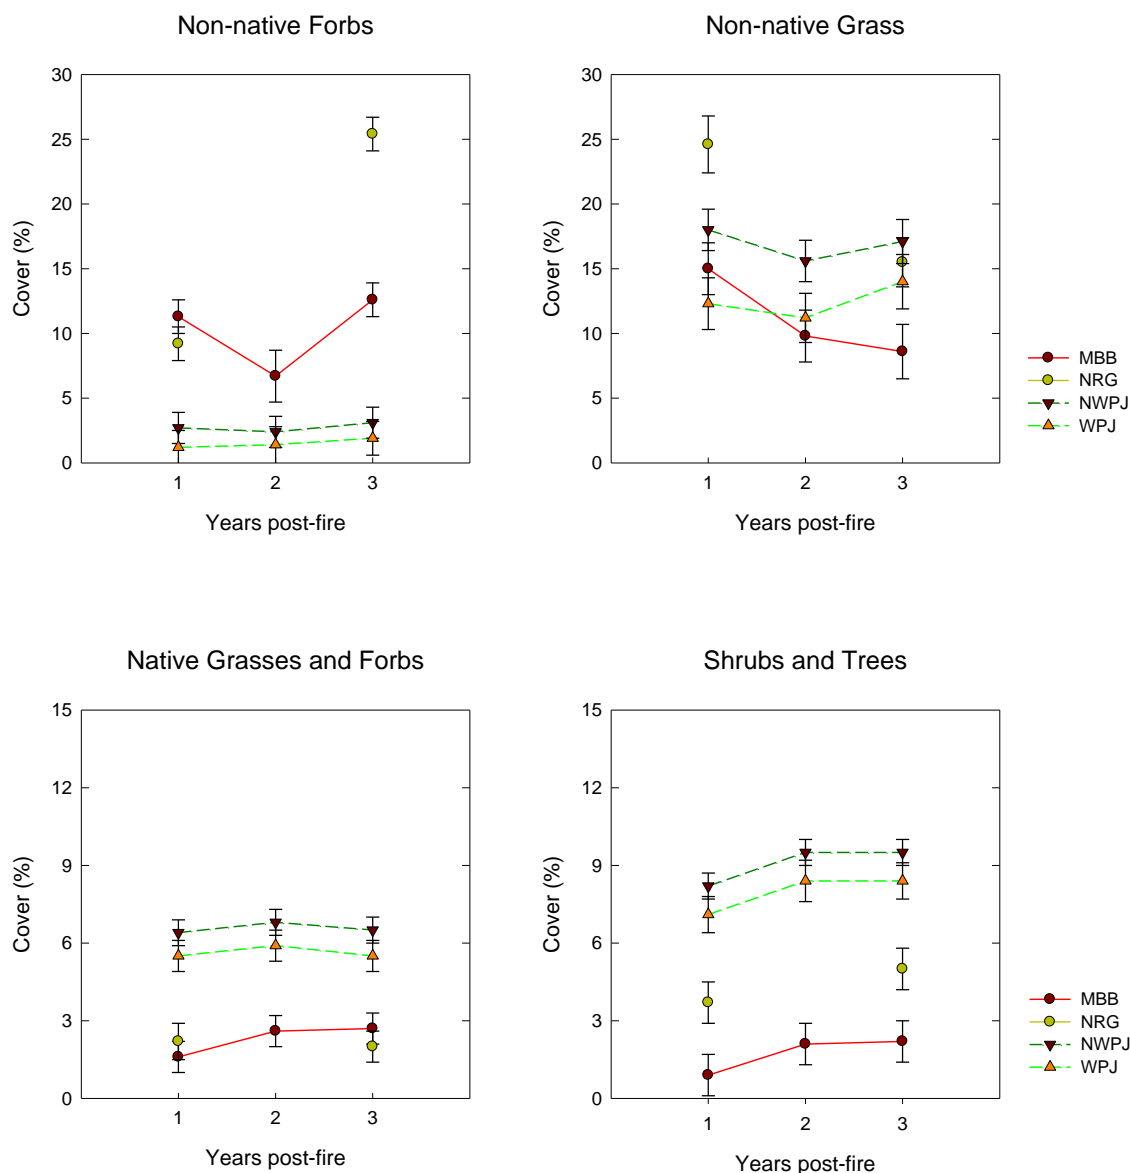 Non-native Forbs
Non-native Grass
30
25
20
15
10
5
0
Cover (%)
1 2 3
Years post-fire
30
25
20
15
10
5
0
Cover (%)
1 2 3
Years post-fire
MBB
NRG
NWPJ
WPJ
Native Grasses and Forbs
Shrubs and Trees
15
12
9
6
3
0
Cover (%)
1 2 3
Years post-fire
15
12
9
6
3
0
Cover (%)
1 2 3
Years post-fire
MBB
NRG
NWPJ
WPJ